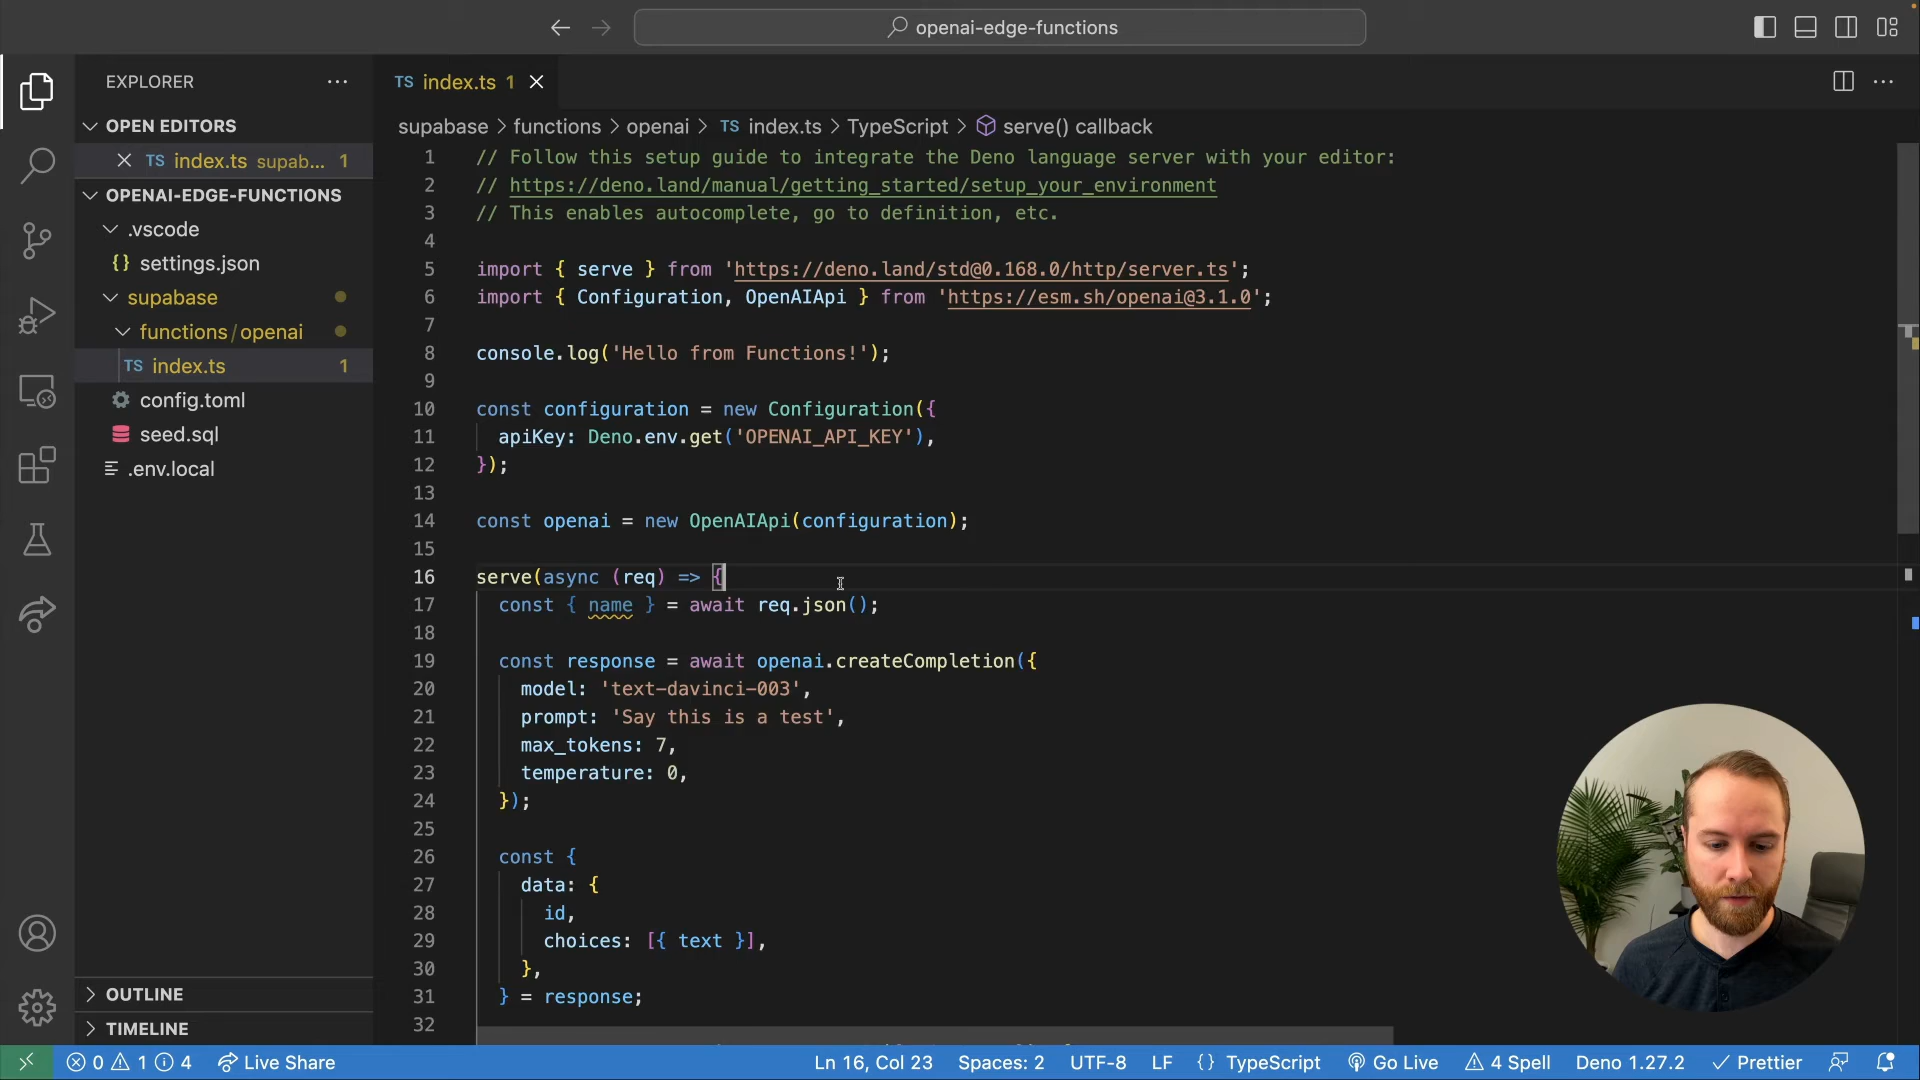 openai-edge-functions
EXPLORER
OPEN EDITORS
TS index.ts supab... 1
OPENAI-EDGE-FUNCTIONS
.vscode
{} settings.json
supabase
functions/openai
TS index.ts 1
config.toml
seed.sql
.env.local
OUTLINE
TIMELINE
TS index.ts 1
supabase > functions > openai > TS index.ts > TypeScript > serve() callback
1 // Follow this setup guide to integrate the Deno language server with your editor:
2 // https://deno.land/manual/getting_started/setup_your_environment
3 // This enables autocomplete, go to definition, etc.
4
5 import { serve } from 'https://deno.land/std@0.168.0/http/server.ts';
6 import { Configuration, OpenAIApi } from 'https://esm.sh/openai@3.1.0';
7
8 console.log('Hello from Functions!');
9
10 const configuration = new Configuration({
11 apiKey: Deno.env.get('OPENAI_API_KEY'),
12 });
13
14 const openai = new OpenAIApi(configuration);
15
16 serve(async (req) => {
17 const { name } = await req.json();
18
19 const response = await openai.createCompletion({
20 model: 'text-davinci-003',
21 prompt: 'Say this is a test',
22 max_tokens: 7,
23 temperature: 0,
24 });
25
26 const {
27 data: {
28 id,
29 choices: [{ text }],
30 },
31 } = response;
32
0 1 4 Live Share Ln 16, Col 23 Spaces: 2 UTF-8 LF {} TypeScript Go Live 4 Spell Deno 1.27.2 Prettier